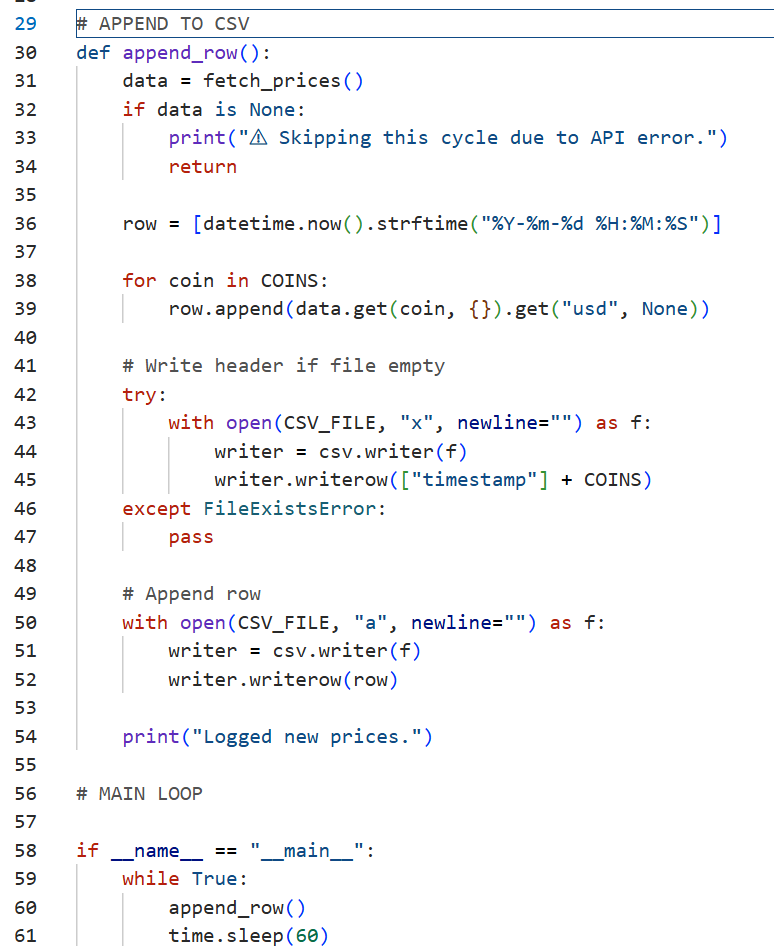 29 # APPEND TO CSV
30 def append_row():
31     data = fetch_prices()
32     if data is None:
33         print("⚠ Skipping this cycle due to API error.")
34         return
35
36     row = [datetime.now().strftime("%Y-%m-%d %H:%M:%S")]
37
38     for coin in COINS:
39         row.append(data.get(coin, {}).get("usd", None))
40
41     # Write header if file empty
42     try:
43         with open(CSV_FILE, "x", newline="") as f:
44             writer = csv.writer(f)
45             writer.writerow(["timestamp"] + COINS)
46     except FileExistsError:
47         pass
48
49     # Append row
50     with open(CSV_FILE, "a", newline="") as f:
51         writer = csv.writer(f)
52         writer.writerow(row)
53
54     print("Logged new prices.")
55
56 # MAIN LOOP
57
58 if __name__ == "__main__":
59     while True:
60         append_row()
61         time.sleep(60)